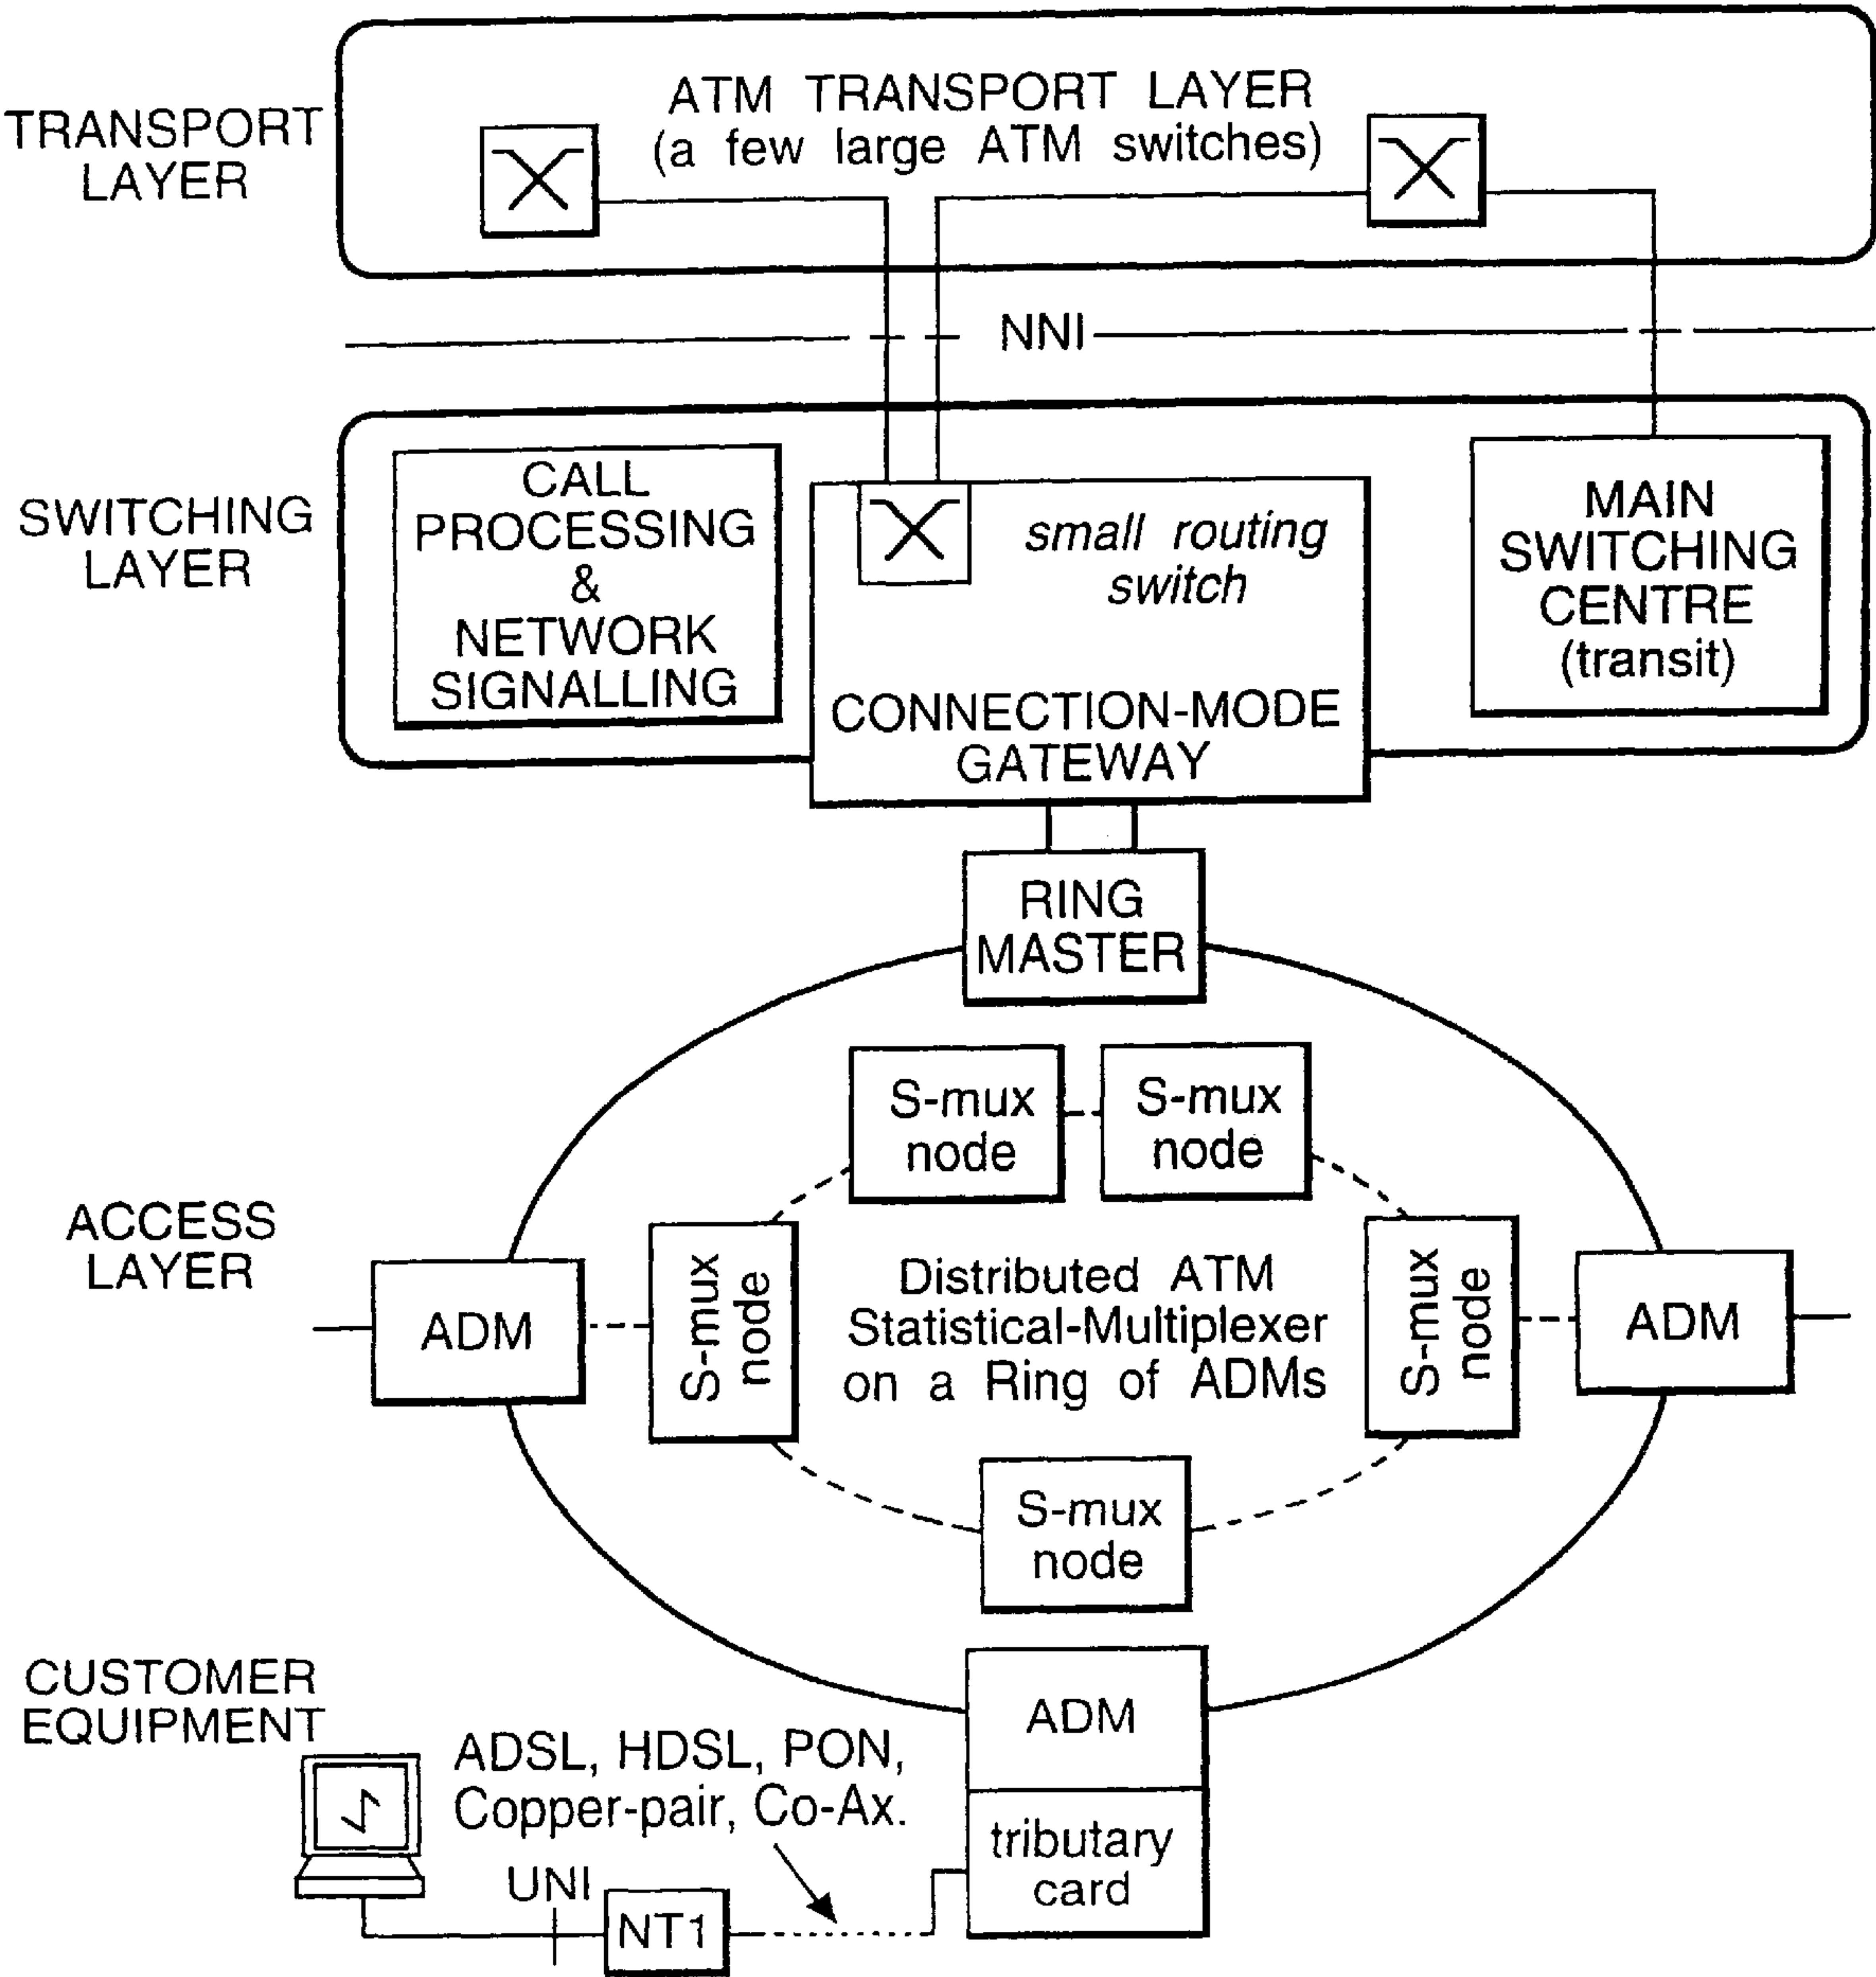 TRANSPORT
LAYER
ATM TRANSPORT LAYER
(a few large ATM switches)
NNI
SWITCHING
LAYER
CALL
PROCESSING
&
NETWORK
SIGNALLING
small routing
switch
CONNECTION-MODE
GATEWAY
MAIN
SWITCHING
CENTRE
(transit)
RING
MASTER
S-mux
node
S-mux
node
ACCESS
LAYER
ADM
S-mux
node
Distributed ATM
Statistical-Multiplexer
on a Ring of ADMs
S-mux
node
ADM
S-mux
node
CUSTOMER
EQUIPMENT
ADM
tributary
card
ADSL, HDSL, PON,
Copper-pair, Co-Ax.
UNI
NT1